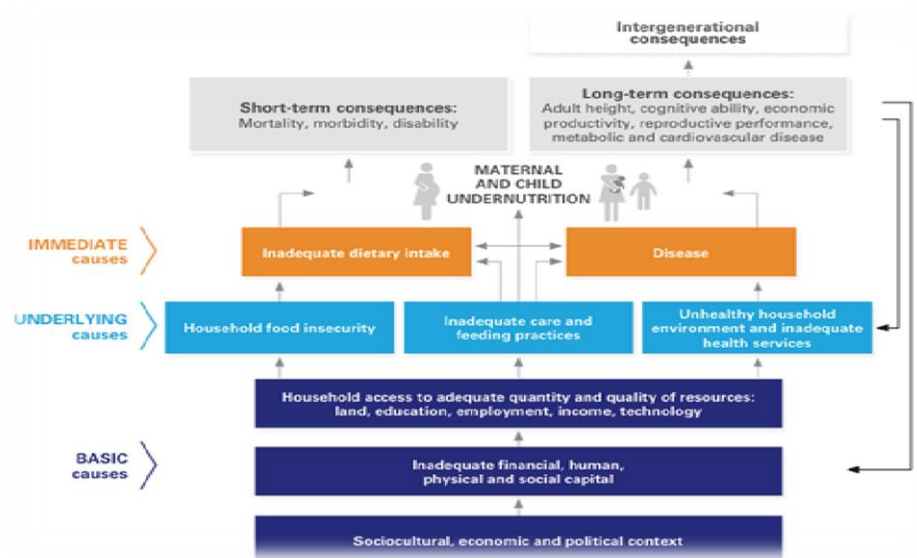 Intergenerational
consequences
Short-term consequences:
Mortality, morbidity, disability
Long-term consequences:
Adult height, cognitive ability, economic
productivity, reproductive performance,
metabolic and cardiovascular disease
MATERNAL
AND CHILD
UNDERNUTRITION
IMMEDIATE
causes
Inadequate dietary intake
Disease
UNDERLYING
causes
Household food insecurity
Inadequate care and
feeding practices
Unhealthy household
environment and inadequate
health services
Household access to adequate quantity and quality of resources:
land, education, employment, income, technology
BASIC
causes
Inadequate financial, human,
physical and social capital
Sociocultural, economic and political context